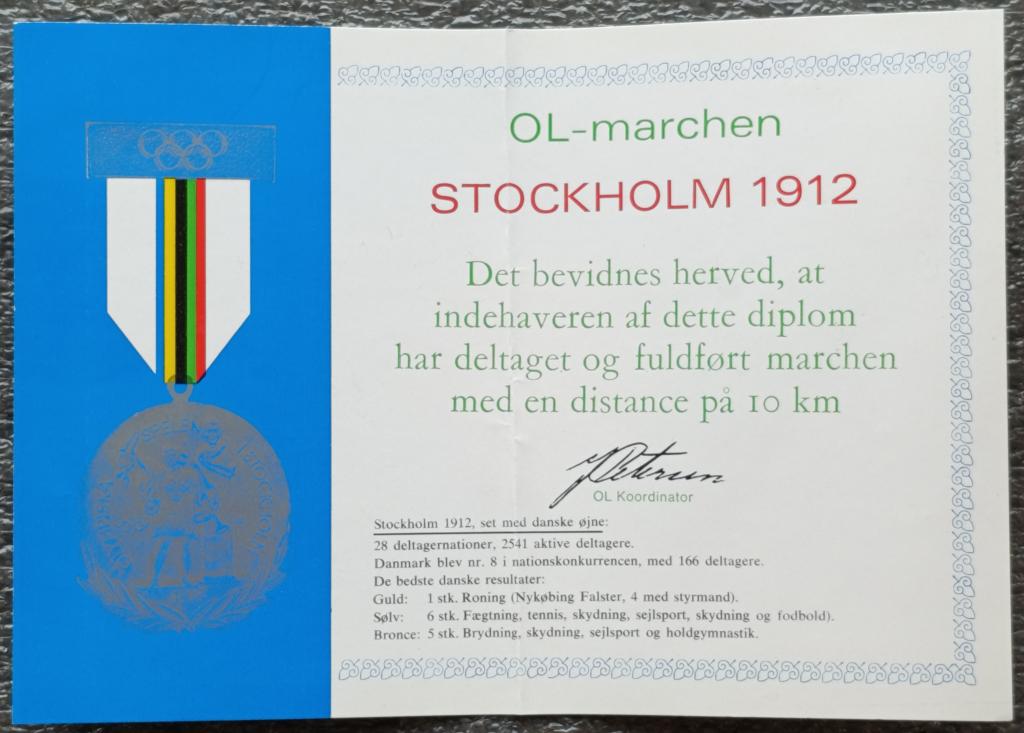 OL-marchen
STOCKHOLM 1912
Det bevidnes herved, at
indehaveren af dette diplom
har deltaget og fuldført marchen
med en distance på 10 km
OL Koordinator
Stockholm 1912, set med danske øjne:
28 deltagernationer, 2541 aktive deltagere.
Danmark blev nr. 8 i nationskonkurrencen, med 166 deltagere.
De bedste danske resultater:
Guld: 1 stk. Roning (Nykøbing Falster, 4 med styrmand).
Sølv: 6 stk. Fægtning, tennis, skydning, sejlsport, skydning og fodbold).
Bronce: 5 stk. Brydning, skydning, sejlsport og holdgymnastik.